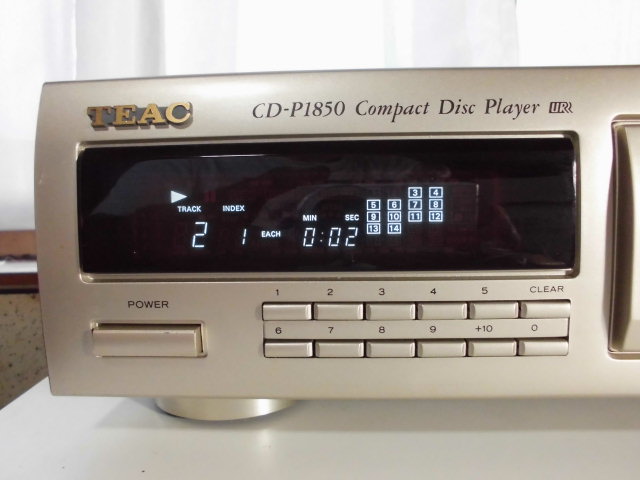 TEAC
CD-P1850 Compact Disc Player
3 4
TRACK INDEX MIN SEC 5 6 7 8
2 1 EACH 0:02 9 10 11 12
13 14
POWER
1 2 3 4 5 CLEAR
6 7 8 9 +10 0